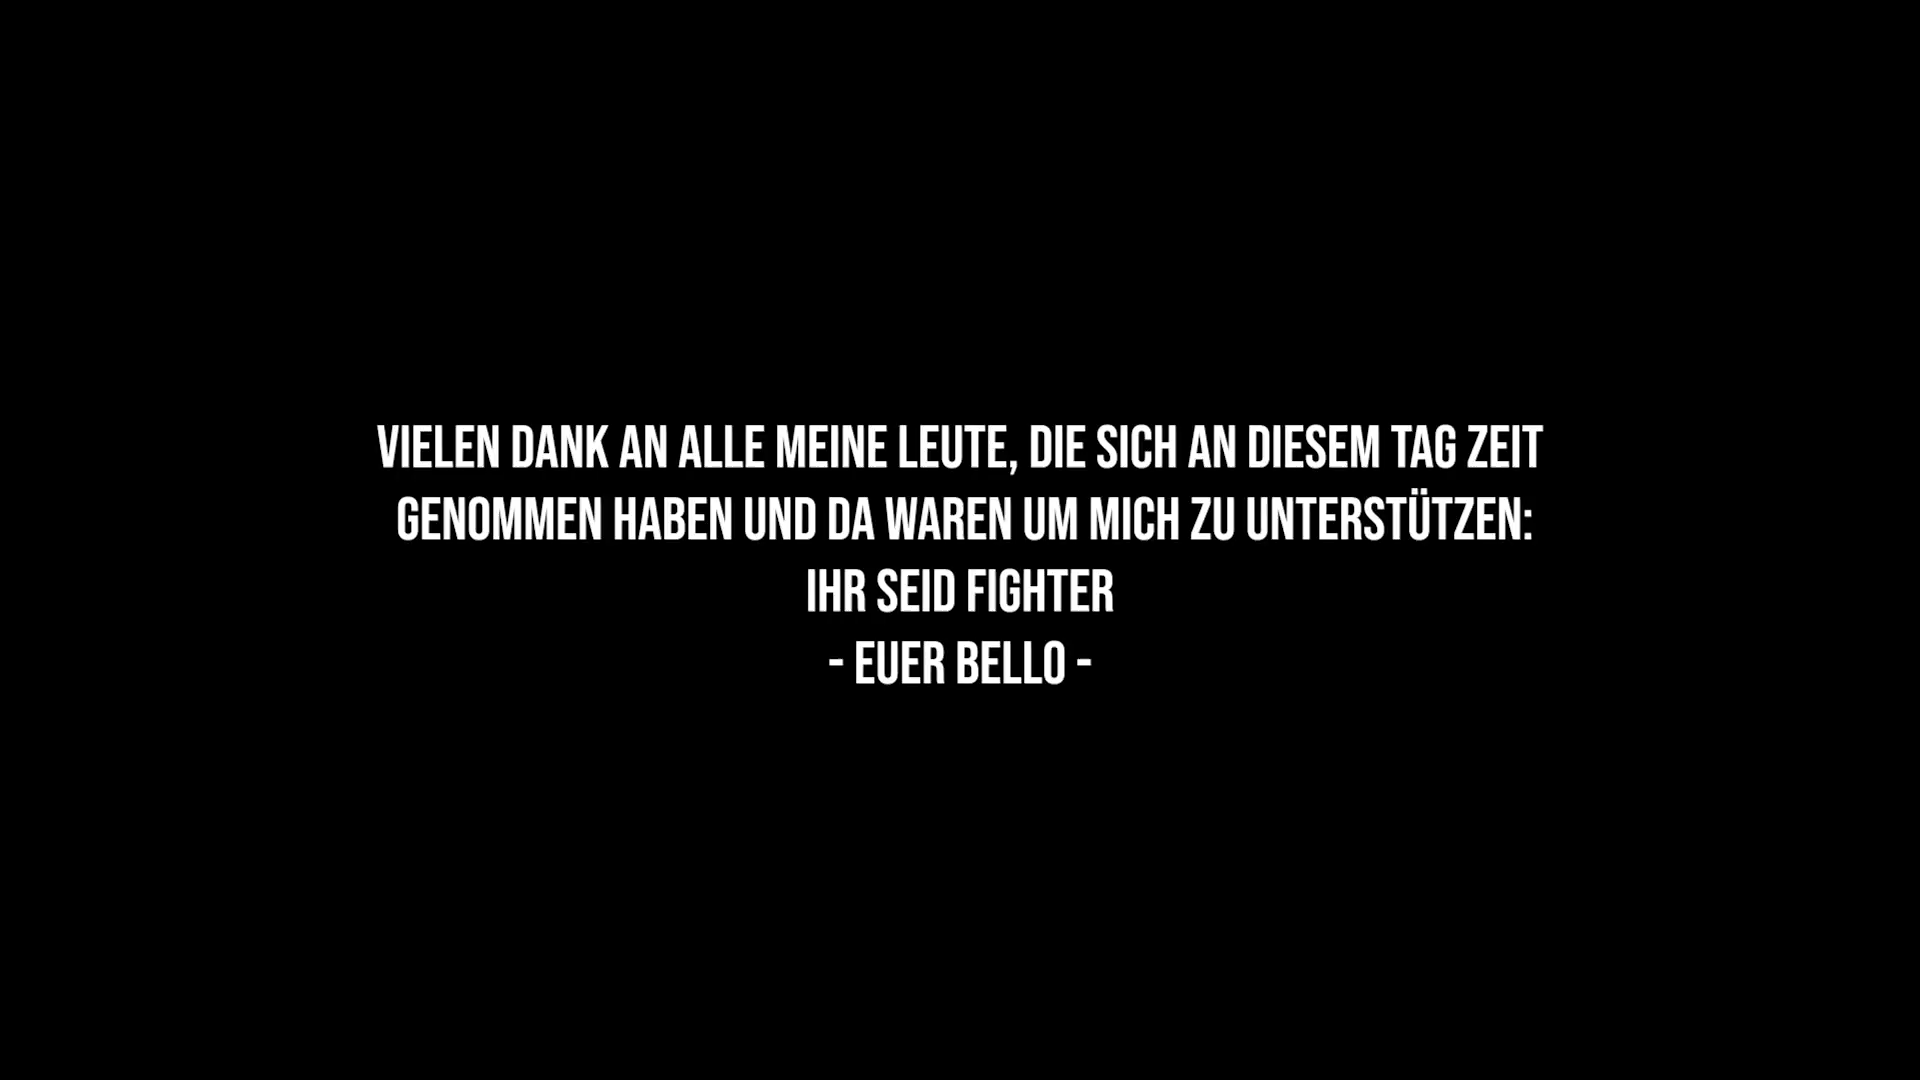 VIELEN DANK AN ALLE MEINE LEUTE, DIE SICH AN DIESEM TAG ZEIT
GENOMMEN HABEN UND DA WAREN UM MICH ZU UNTERSTÜTZEN:
IHR SEID FIGHTER
- EUER BELLO -